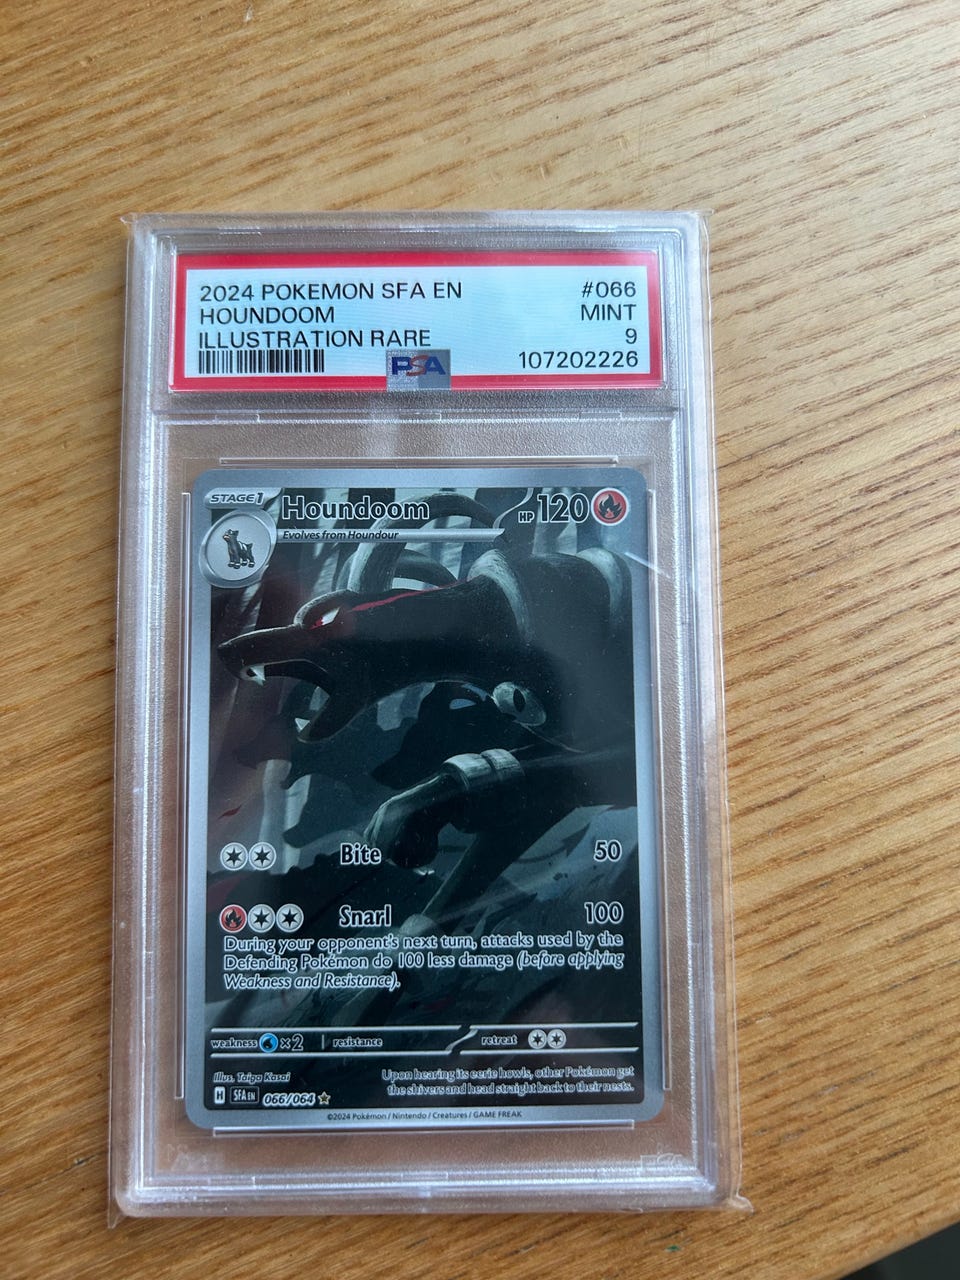 2024 POKEMON SFA EN #066
HOUNDOOM MINT
ILLUSTRATION RARE 9
PSA 107202226
STAGE 1 Houndoom HP 120
Evolves from Houndour
Bite 50
Snarl 100
During your opponent's next turn, attacks used by the
Defending Pokémon do 100 less damage (before applying
Weakness and Resistance).
weakness ×2 resistance retreat
Illus. Taiga Kasai
Upon hearing its eerie howls, other Pokémon get
the shivers and head straight back to their nests.
H SFA EN 066/064
©2024 Pokémon / Nintendo / Creatures / GAME FREAK